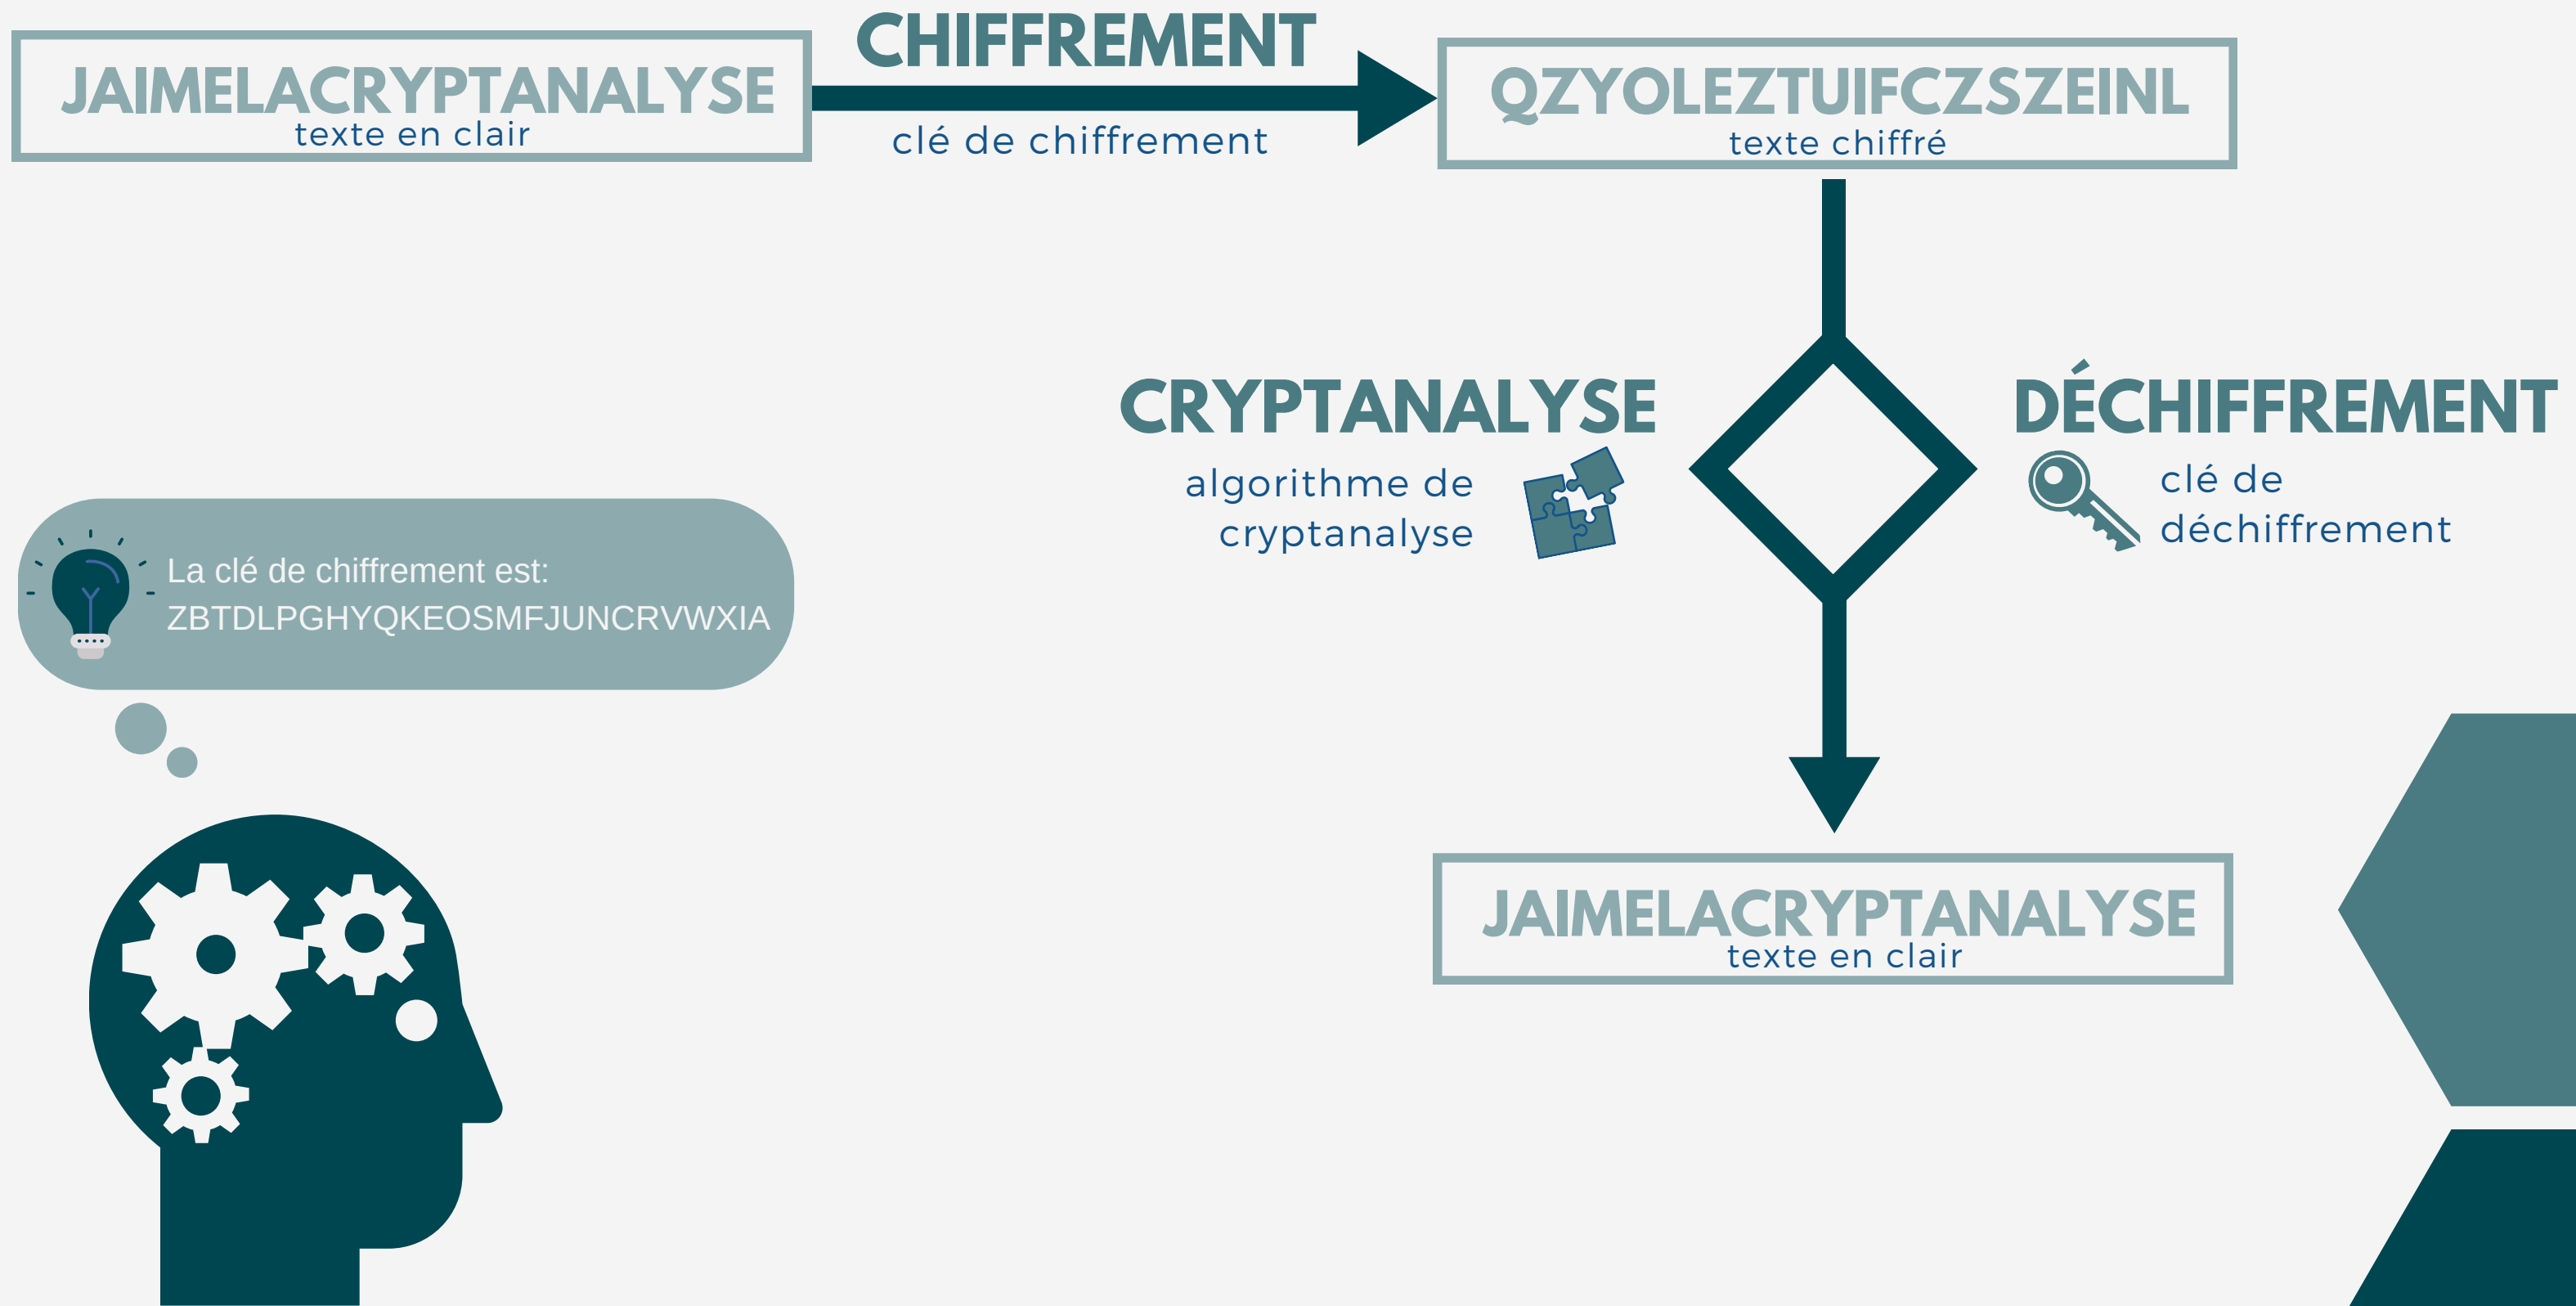 CHIFFREMENT
JAIMELACRYPTANALYSE
texte en clair
clé de chiffrement
QZYOLEZTUIFCZSZEINL
texte chiffré
CRYPTANALYSE
algorithme de
cryptanalyse
DÉCHIFFREMENT
clé de
déchiffrement
La clé de chiffrement est:
ZBTDLPGHYQKEOSMFJUNCRVWXIA
JAIMELACRYPTANALYSE
texte en clair